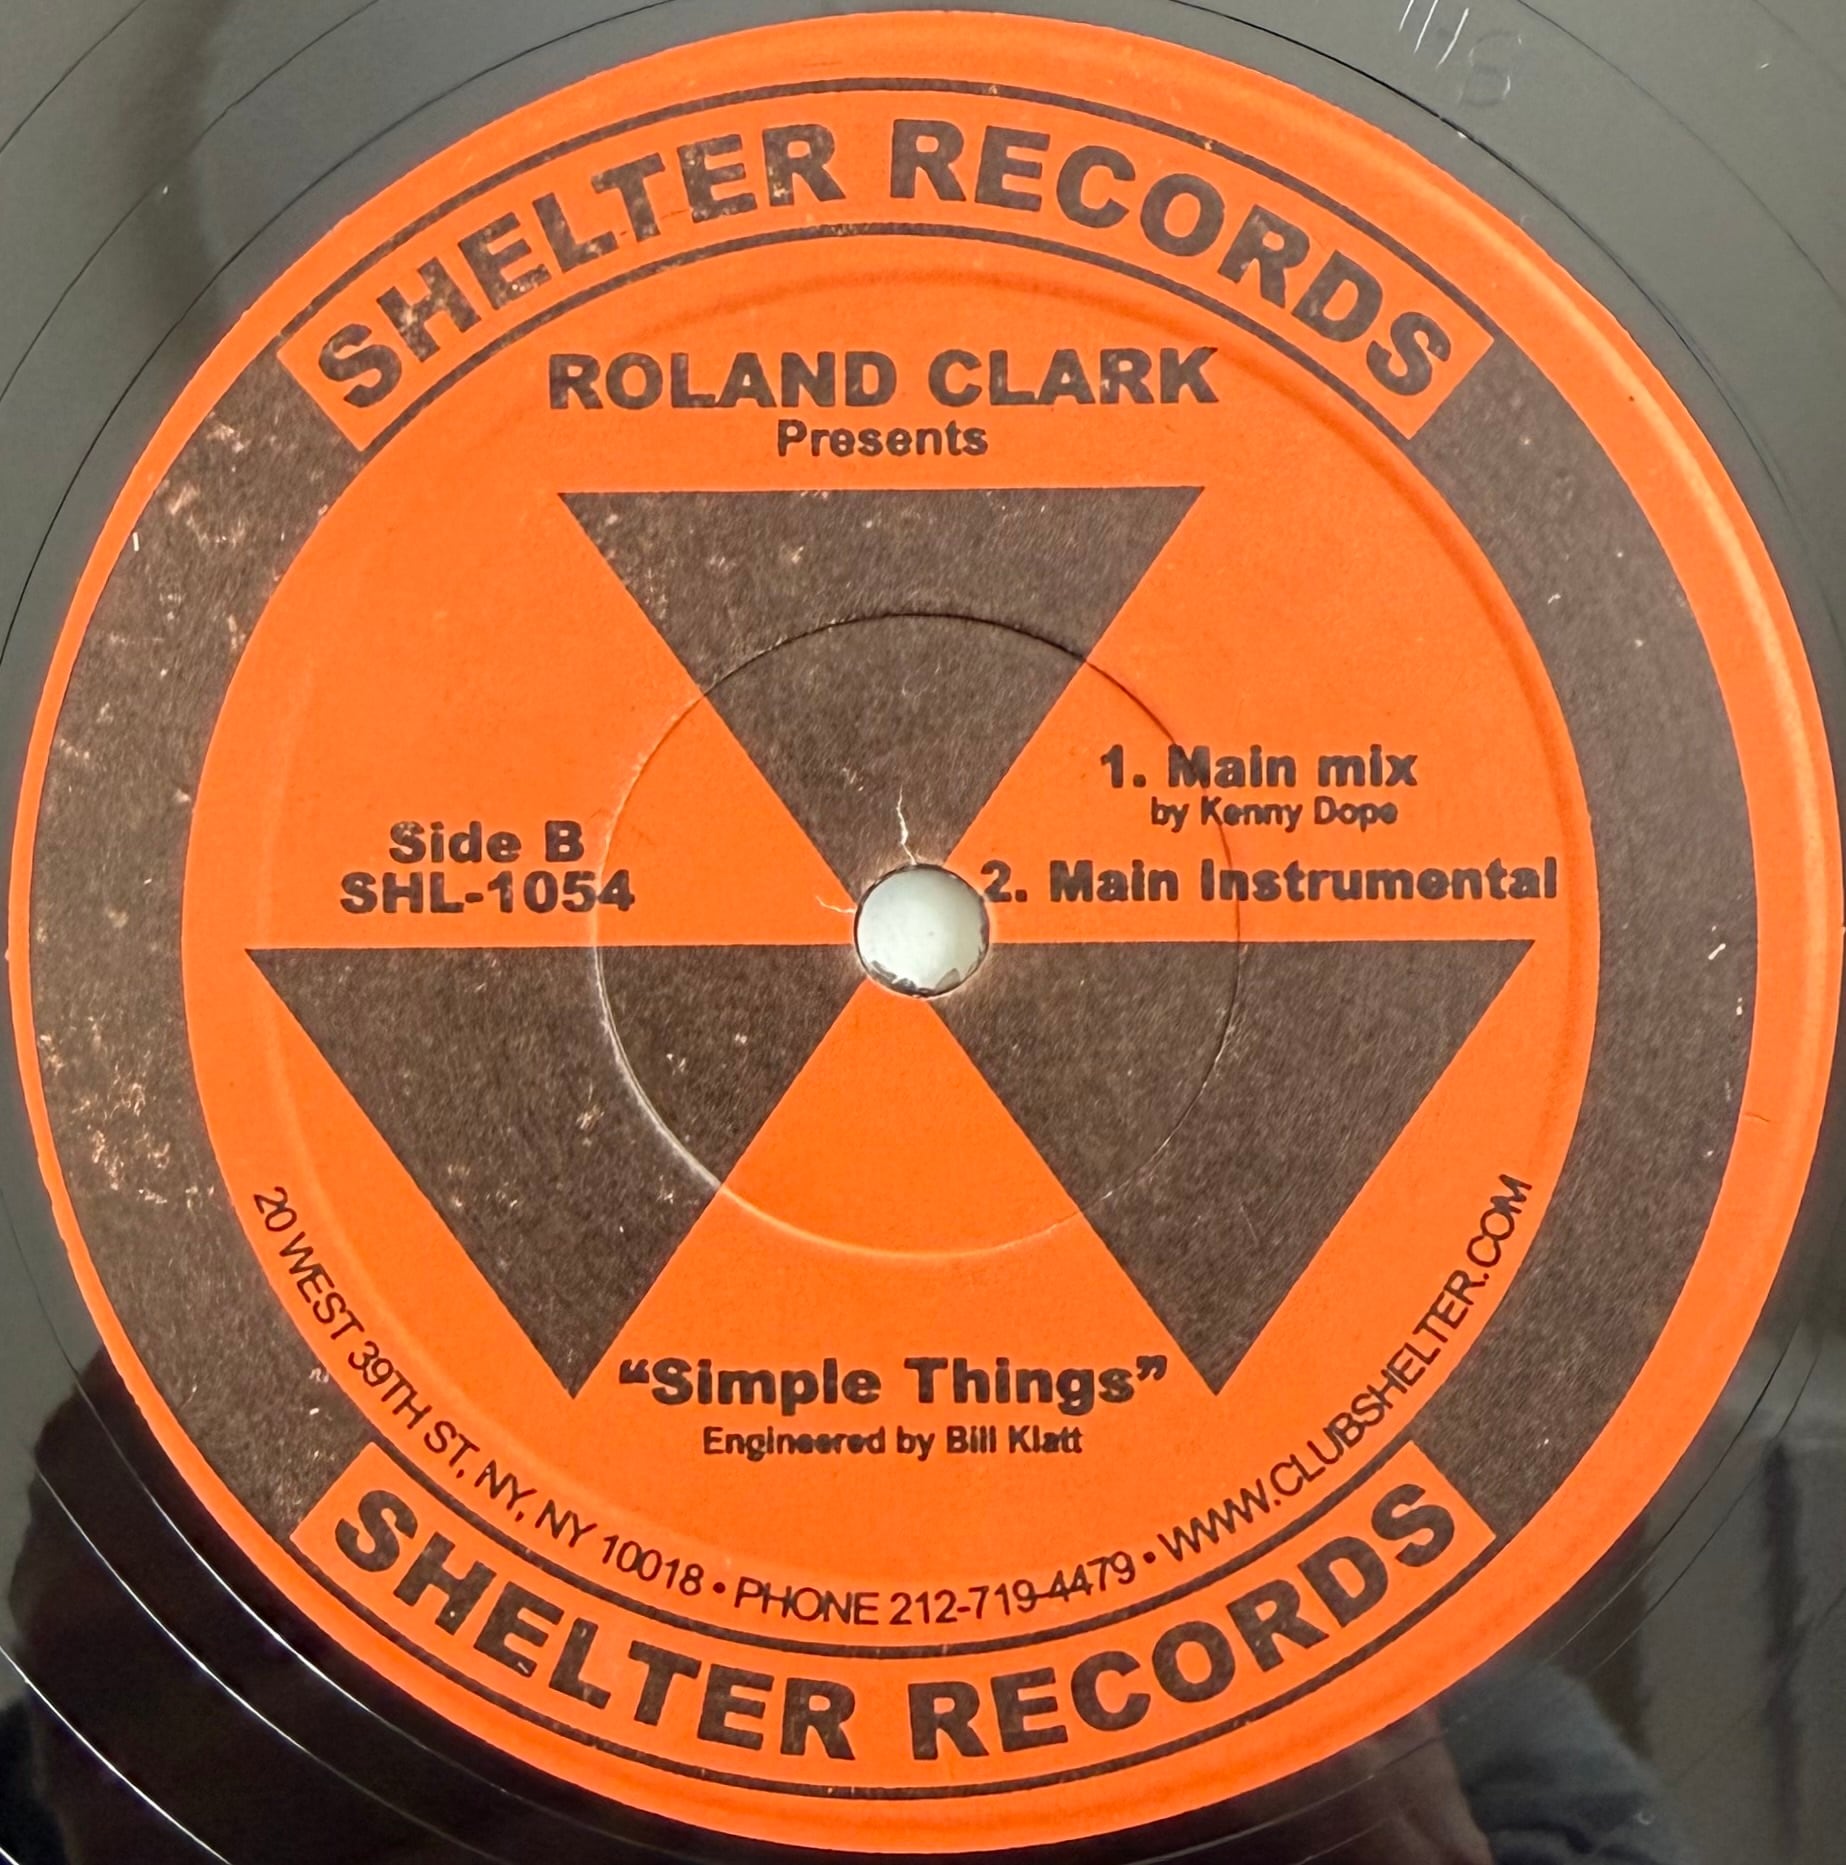 SHELTER RECORDS
ROLAND CLARK
Presents
1. Main mix
by Kenny Dope
2. Main Instrumental
Side B
SHL-1054
"Simple Things"
Engineered by Bill Klatt
20 WEST 39TH ST, NY, NY 10018 • PHONE 212-719-4479 • WWW.CLUBSHELTER.COM
SHELTER RECORDS